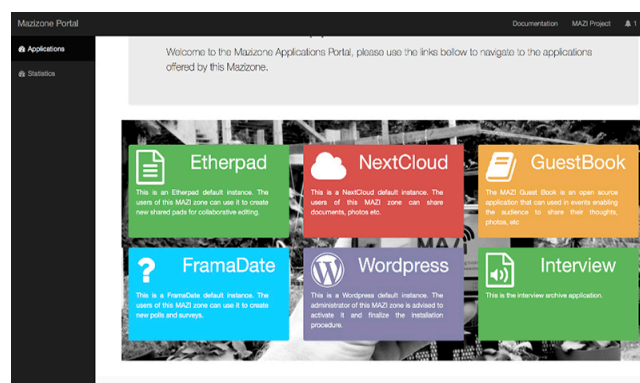 Mazizone Portal
Documentation
MAZI Project
1
Applications
Statistics
Welcome to the Mazizone Applications Portal, please use the links bellow to navigate to the applications
offered by this Mazizone.
Etherpad
This is an Etherpad default instance. The
users of this MAZI zone can use it to create
new shared pads for collaborative editing.
NextCloud
This is a NextCloud default instance. The
users of this MAZI zone can share
documents, photos etc.
GuestBook
The MAZI Guest Book is an open source
application that can used in events enabling
the audience to share their thoughts,
photos, etc
MAZI
FramaDate
This is a FramaDate default instance. The
users of this MAZI zone can use it to create
new polls and surveys.
Wordpress
This is a Wordpress default instance. The
administrator of this MAZI zone is advised to
activate it and finalize the installation
procedure.
Interview
This is the interview archive application.